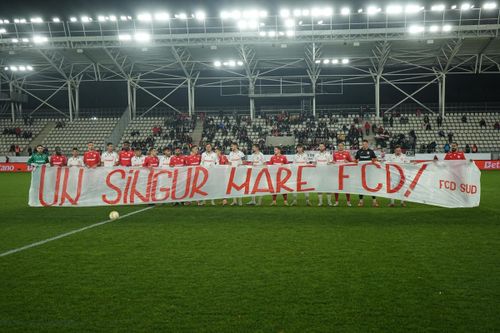 UN SINGUR MARE FCD!
FCD SUD